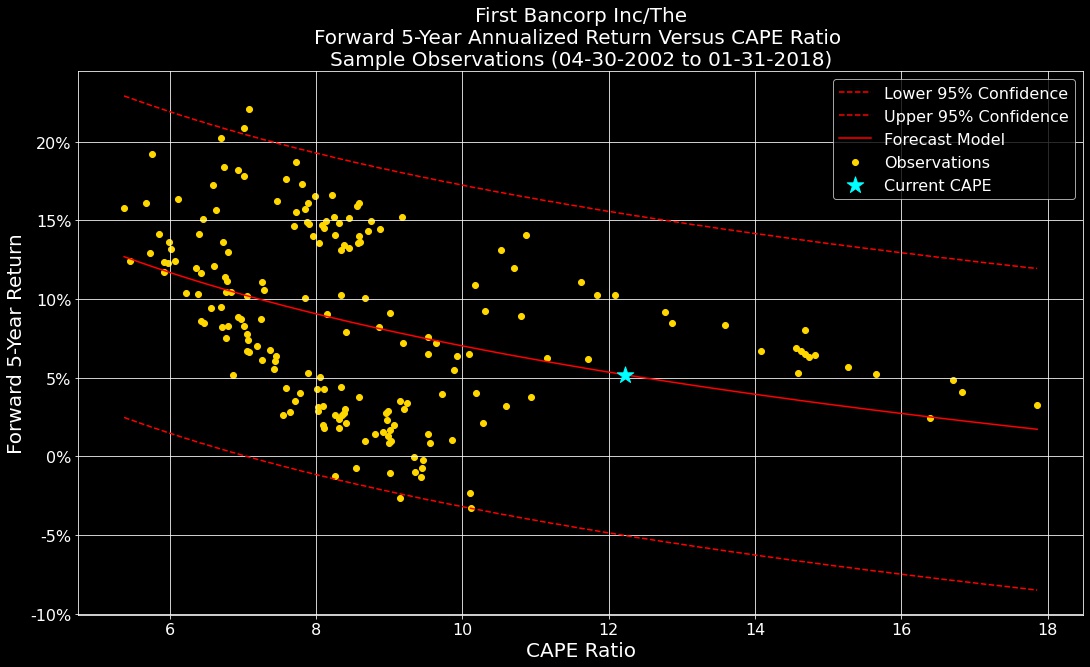 First Bancorp Inc/The
Forward 5-Year Annualized Return Versus CAPE Ratio
Sample Observations (04-30-2002 to 01-31-2018)
Lower 95% Confidence
Upper 95% Confidence
Forecast Model
Observations
Current CAPE
Forward 5-Year Return
20%
15%
10%
5%
0%
-5%
-10%
6 8 10 12 14 16 18
CAPE Ratio